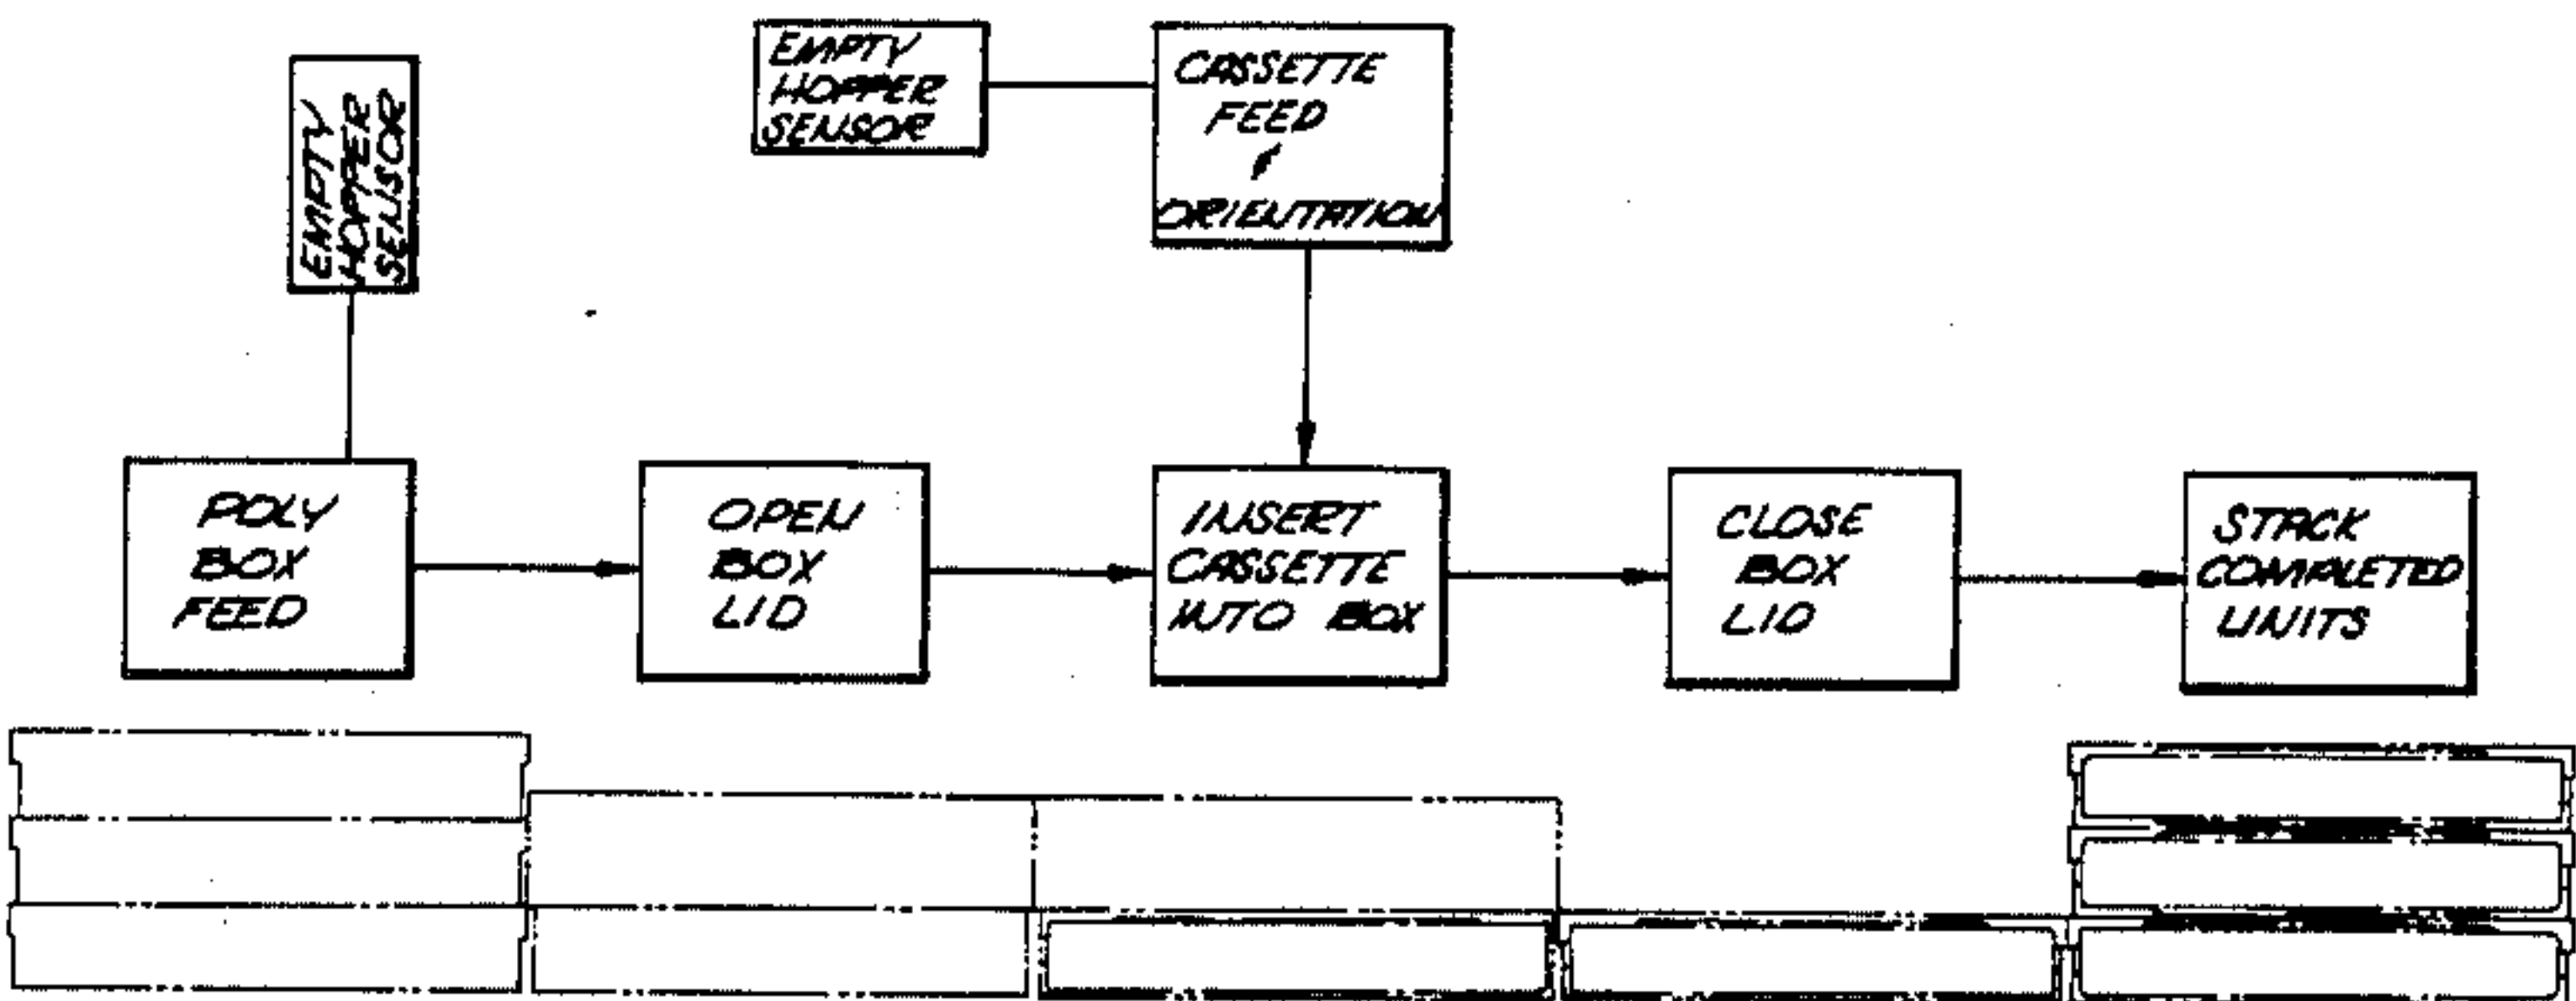 EMPTY
HOPPER
SENSOR
EMPTY
HOPPER
SENSOR
CASSETTE
FEED
&
ORIENTATION
POLY
BOX
FEED
OPEN
BOX
LID
INSERT
CASSETTE
INTO BOX
CLOSE
BOX
LID
STACK
COMPLETED
UNITS